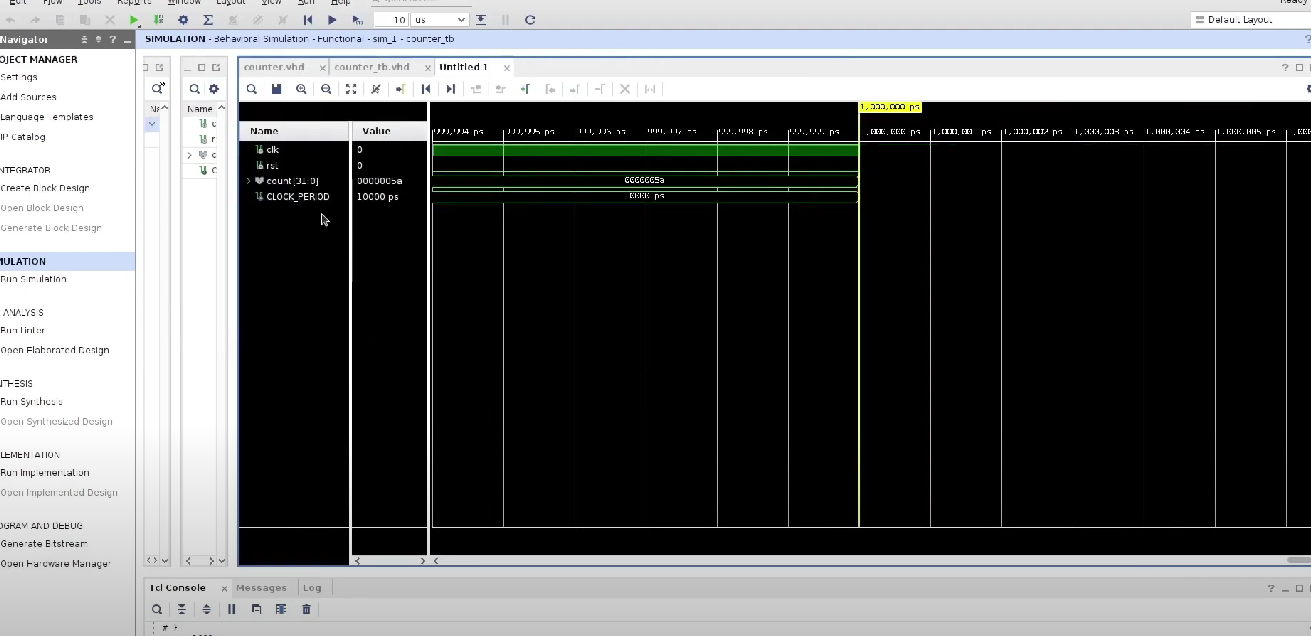 Edit Flow Tools Reports Window Layout View Run Help
Ready
10 us
Default Layout
Navigator
SIMULATION - Behavioral Simulation - Functional - sim_1 - counter_tb
OJECT MANAGER
Settings
Add Sources
Language Templates
IP Catalog
NTEGRATOR
Create Block Design
Open Block Design
Generate Block Design
MULATION
Run Simulation
ANALYSIS
Run Linter
Open Elaborated Design
NTHESIS
Run Synthesis
Open Synthesized Design
LEMENTATION
Run Implementation
Open Implemented Design
OGRAM AND DEBUG
Generate Bitstream
Open Hardware Manager
Name
counter.vhd counter_tb.vhd Untitled 1
1,000,000 ps
Name Value
999,994 ps 999,995 ps 999,996 ps 999,997 ps 999,998 ps 999,999 ps 1,000,000 ps 1,000,001 ps 1,000,002 ps 1,000,003 ps 1,000,004 ps 1,000,005 ps
clk 0
rst 0
count[31:0] 0000005a 0000005a
CLOCK_PERIOD 10000 ps 0000 ps
Tcl Console Messages Log
# }